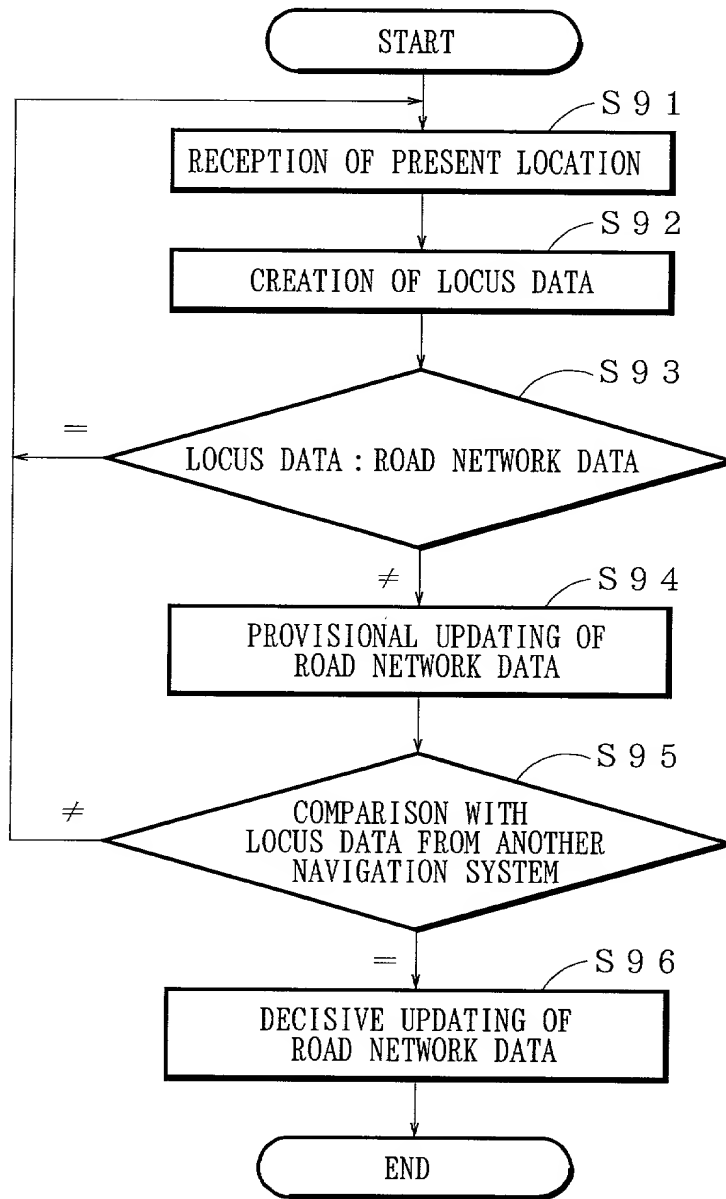 START
S91
RECEPTION OF PRESENT LOCATION
S92
CREATION OF LOCUS DATA
S93
=
LOCUS DATA : ROAD NETWORK DATA
≠
S94
PROVISIONAL UPDATING OF
ROAD NETWORK DATA
S95
≠
COMPARISON WITH
LOCUS DATA FROM ANOTHER
NAVIGATION SYSTEM
=
S96
DECISIVE UPDATING OF
ROAD NETWORK DATA
END